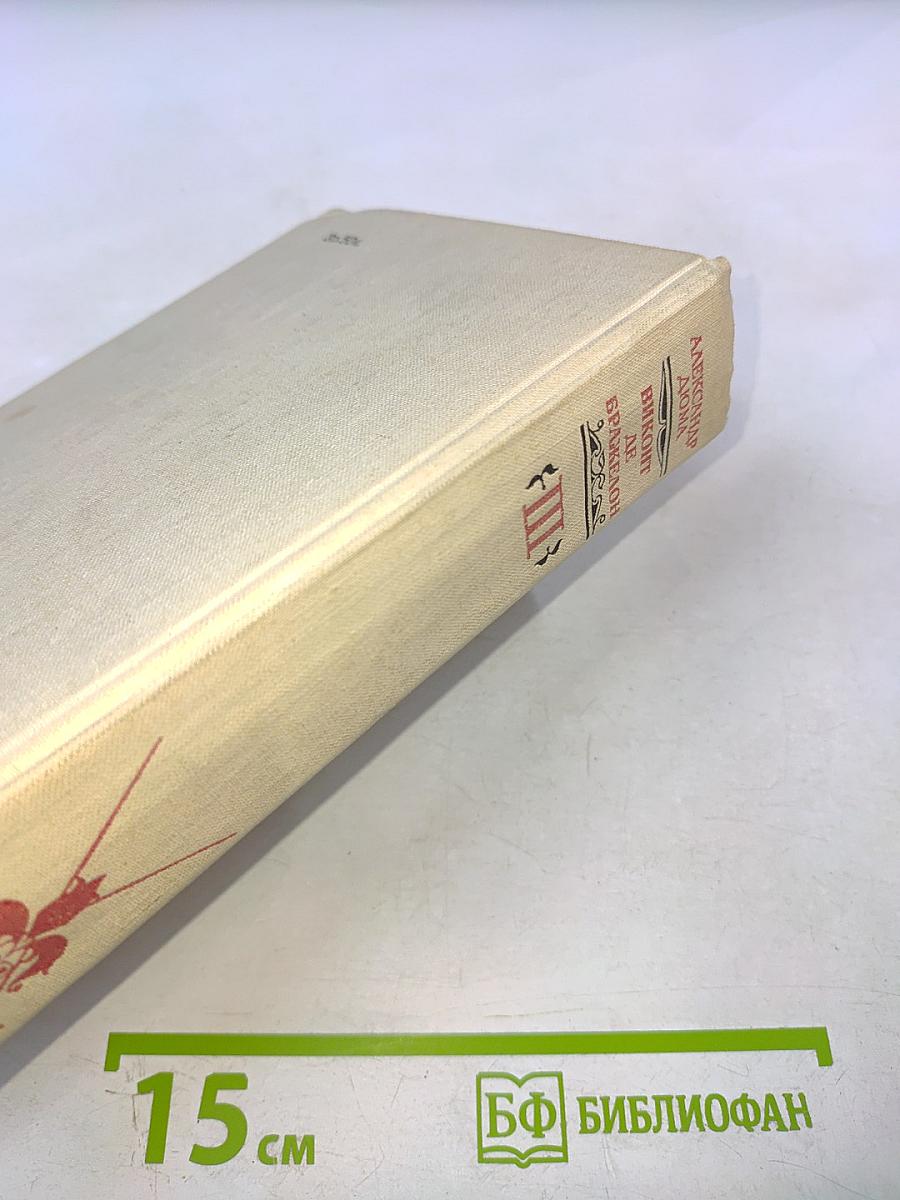 АЛЕКСАНДР
ДЮМА
ВИКОНТ
ДЕ
БРАЖЕЛОН
III
15 см
БФ БИБЛИОФАН